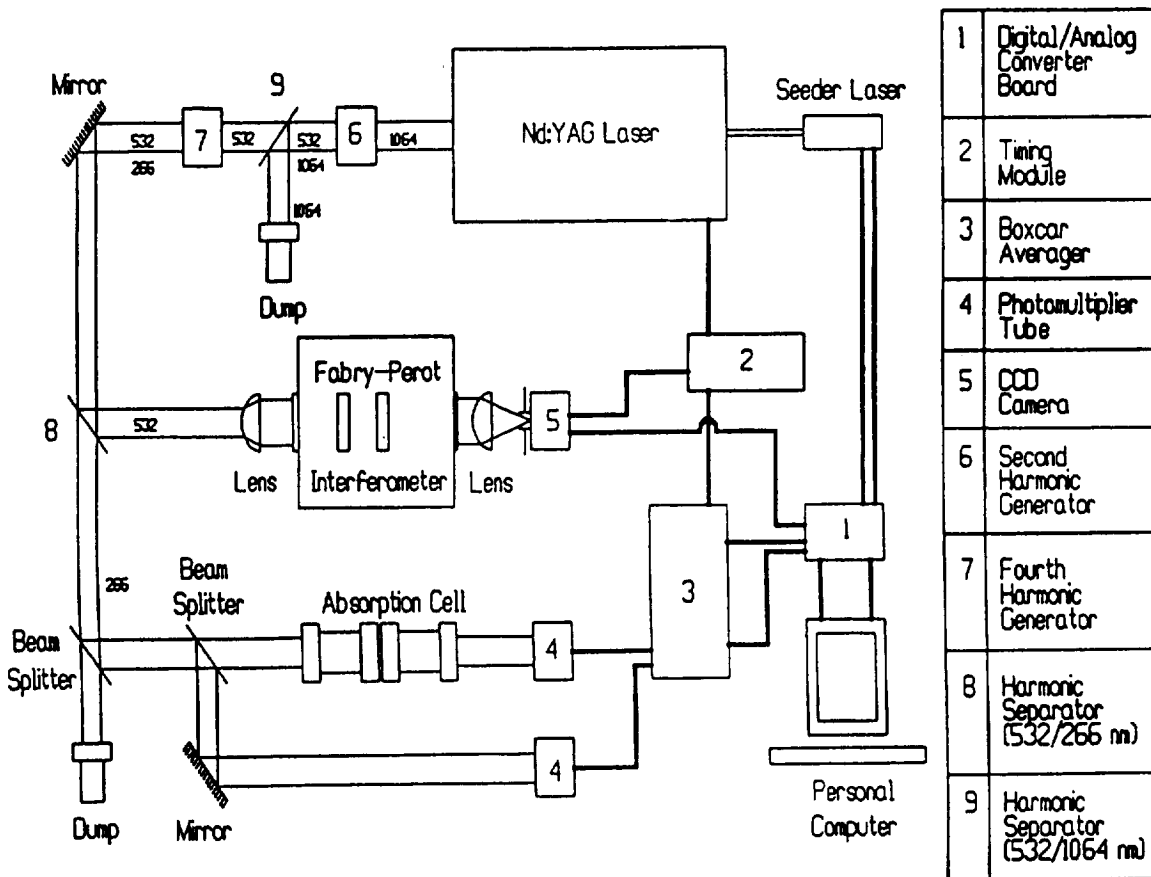 Mirror
9
532
266
7
532
532
1064
6
1064
Nd:YAG Laser
Seeder Laser
1064
Dump
2
8
532
Lens
Fabry-Perot
Interferometer
Lens
5
1
266
Beam
Splitter
Beam
Splitter
Absorption Cell
4
3
4
Dump
Mirror
Personal
Computer
1 Digital/Analog
Converter
Board
2 Timing
Module
3 Boxcar
Averager
4 Photomultiplier
Tube
5 CCD
Camera
6 Second
Harmonic
Generator
7 Fourth
Harmonic
Generator
8 Harmonic
Separator
(532/266 nm)
9 Harmonic
Separator
(532/1064 nm)